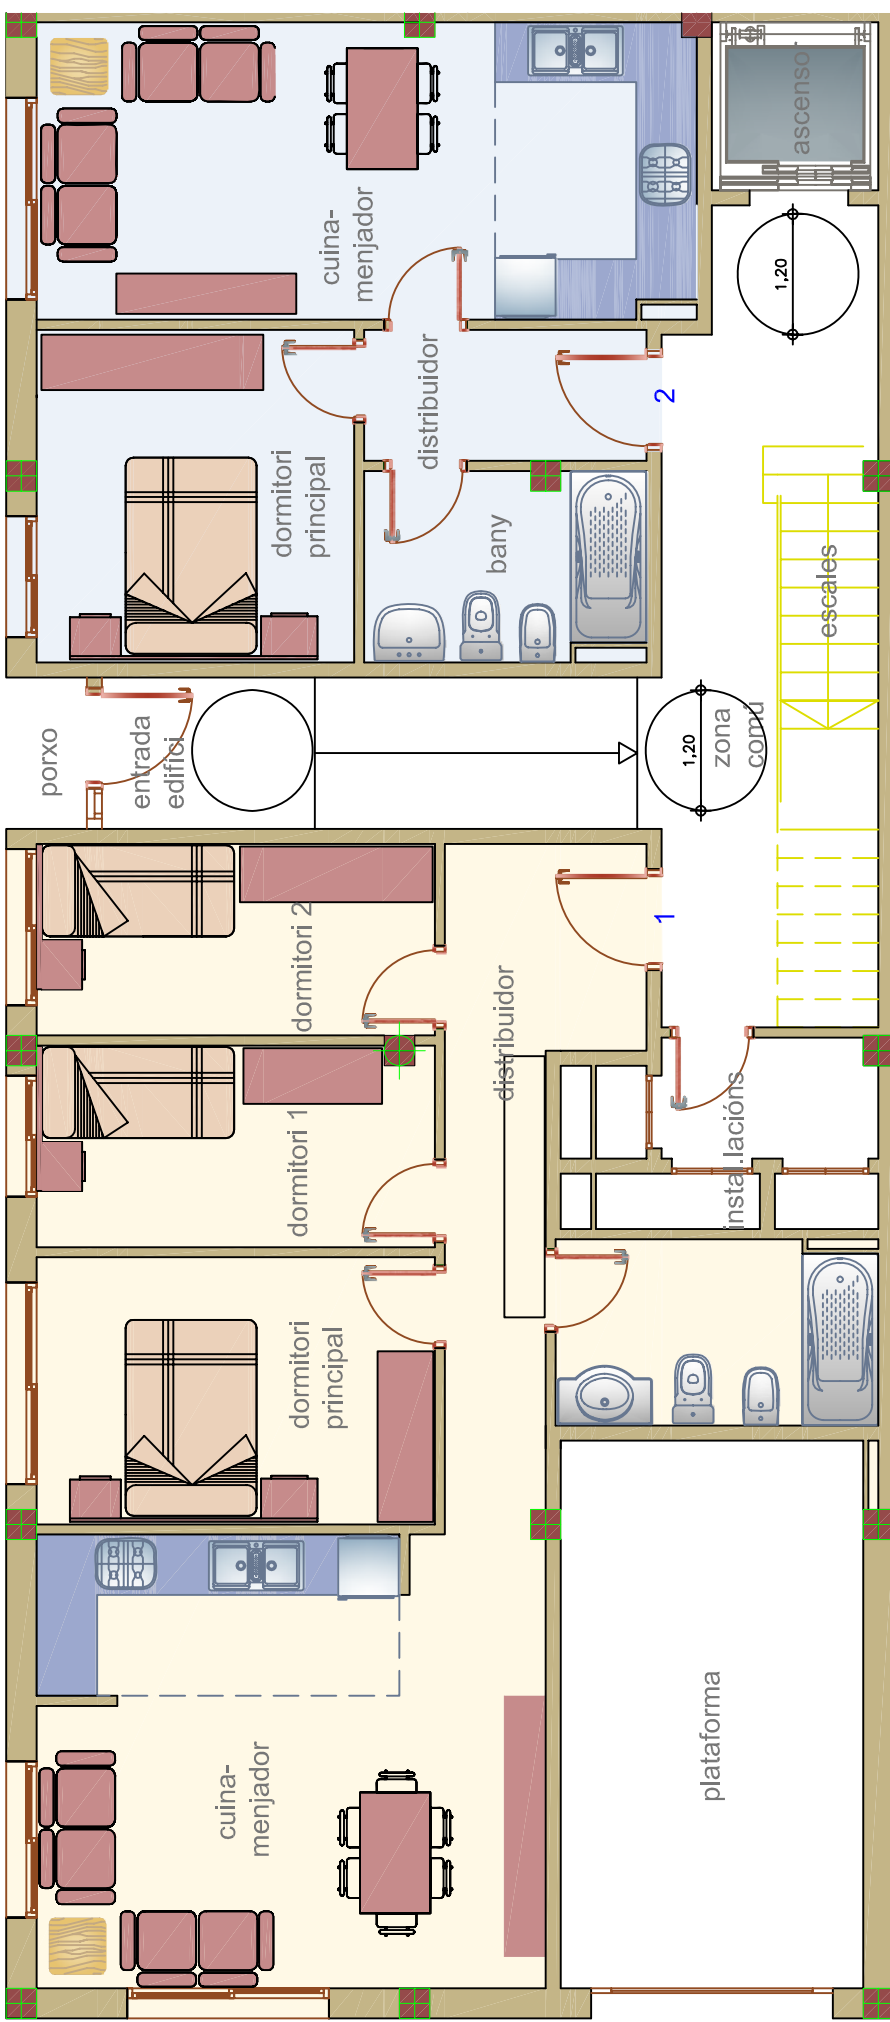 ascenso
cuina-
menjador
1,20
distribuidor
2
dormitori
principal
bany
escales
porxo
entrada
edifici
1,20
zona
comú
1
dormitori 2
distribuidor
dormitori 1
instal.lacións
dormitori
principal
plataforma
cuina-
menjador